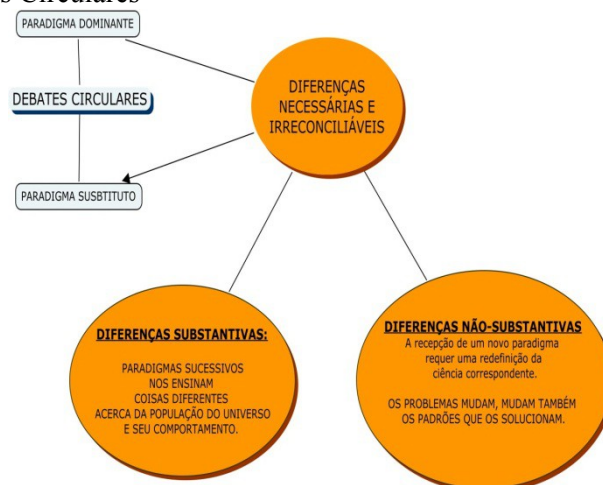 s Circulares
PARADIGMA DOMINANTE
DEBATES CIRCULARES
PARADIGMA SUSBTITUTO
DIFERENÇAS
NECESSÁRIAS E
IRRECONCILIÁVEIS
DIFERENÇAS SUBSTANTIVAS:
PARADIGMAS SUCESSIVOS
NOS ENSINAM
COISAS DIFERENTES
ACERCA DA POPULAÇÃO DO UNIVERSO
E SEU COMPORTAMENTO.
DIFERENÇAS NÃO-SUBSTANTIVAS
A recepção de um novo paradigma
requer uma redefinição da
ciência correspondente.
OS PROBLEMAS MUDAM, MUDAM TAMBÉM
OS PADRÕES QUE OS SOLUCIONAM.